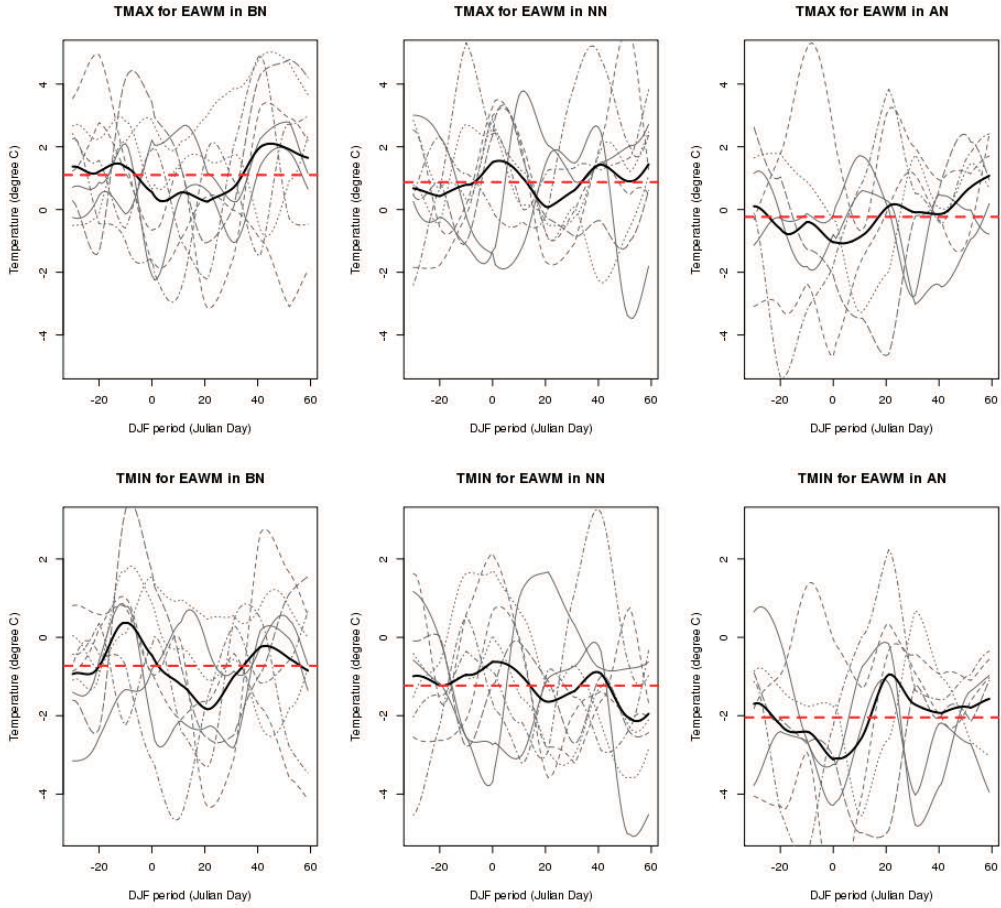 TMAX for EAWM in BN
TMAX for EAWM in NN
TMAX for EAWM in AN
Temperature (degree C)
4
2
0
-2
-4
-20 0 20 40 60
DJF period (Julian Day)
Temperature (degree C)
4
2
0
-2
-4
-20 0 20 40 60
DJF period (Julian Day)
Temperature (degree C)
4
2
0
-2
-4
-20 0 20 40 60
DJF period (Julian Day)
TMIN for EAWM in BN
TMIN for EAWM in NN
TMIN for EAWM in AN
Temperature (degree C)
2
0
-2
-4
-20 0 20 40 60
DJF period (Julian Day)
Temperature (degree C)
2
0
-2
-4
-20 0 20 40 60
DJF period (Julian Day)
Temperature (degree C)
2
0
-2
-4
-20 0 20 40 60
DJF period (Julian Day)